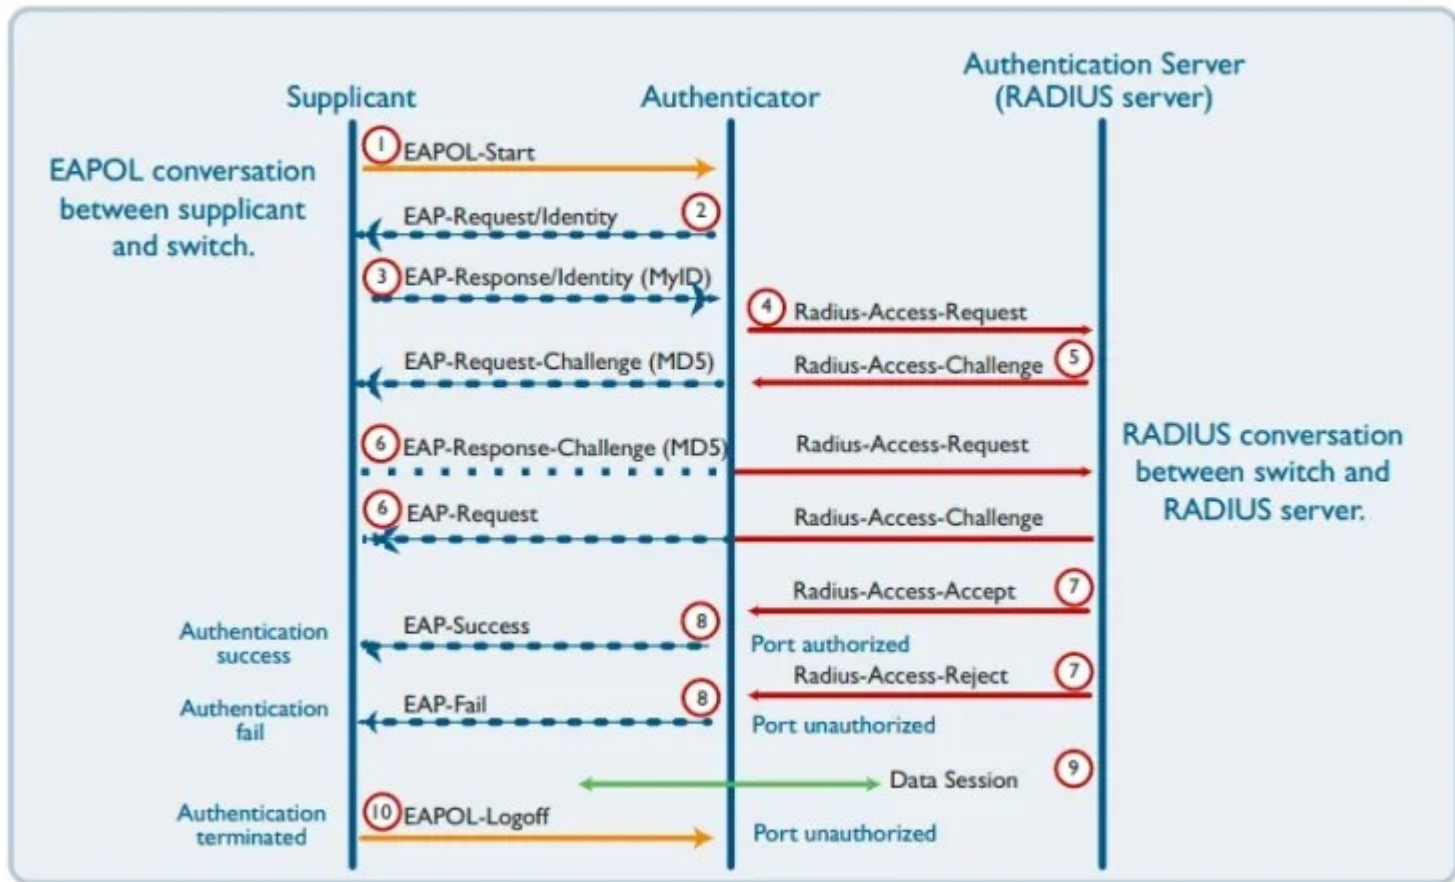 Authentication Server
(RADIUS server)
Supplicant
Authenticator
EAPOL conversation
between supplicant
and switch.
1 EAPOL-Start
EAP-Request/Identity 2
3 EAP-Response/Identity (MyID)
4 Radius-Access-Request
EAP-Request-Challenge (MD5)
Radius-Access-Challenge 5
6 EAP-Response-Challenge (MD5)
Radius-Access-Request
RADIUS conversation
between switch and
RADIUS server.
6 EAP-Request
Radius-Access-Challenge
Radius-Access-Accept 7
Authentication
success
EAP-Success 8
Port authorized
Radius-Access-Reject 7
Authentication
fail
EAP-Fail 8
Port unauthorized
Data Session 9
Authentication
terminated
10 EAPOL-Logoff
Port unauthorized